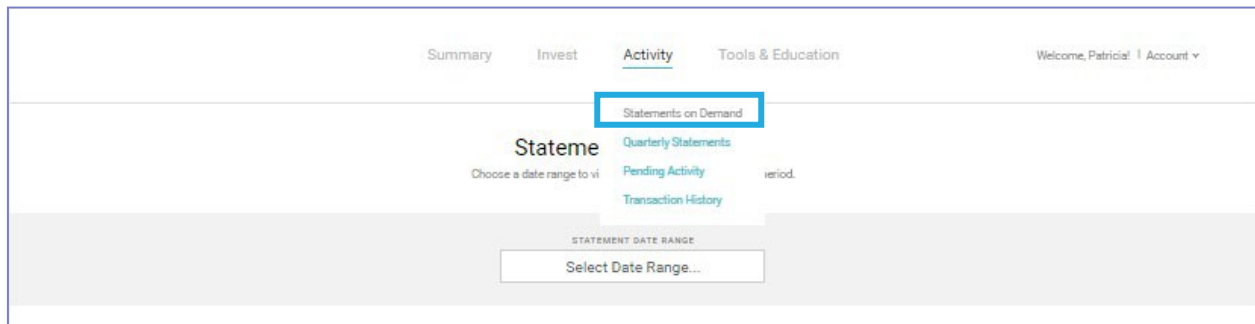 Summary Invest Activity Tools & Education Welcome, Patricia! | Account
Statements on Demand
Stateme
Quarterly Statements
Choose a date range to vi
Pending Activity
eriod.
Transaction History
STATEMENT DATE RANGE
Select Date Range...